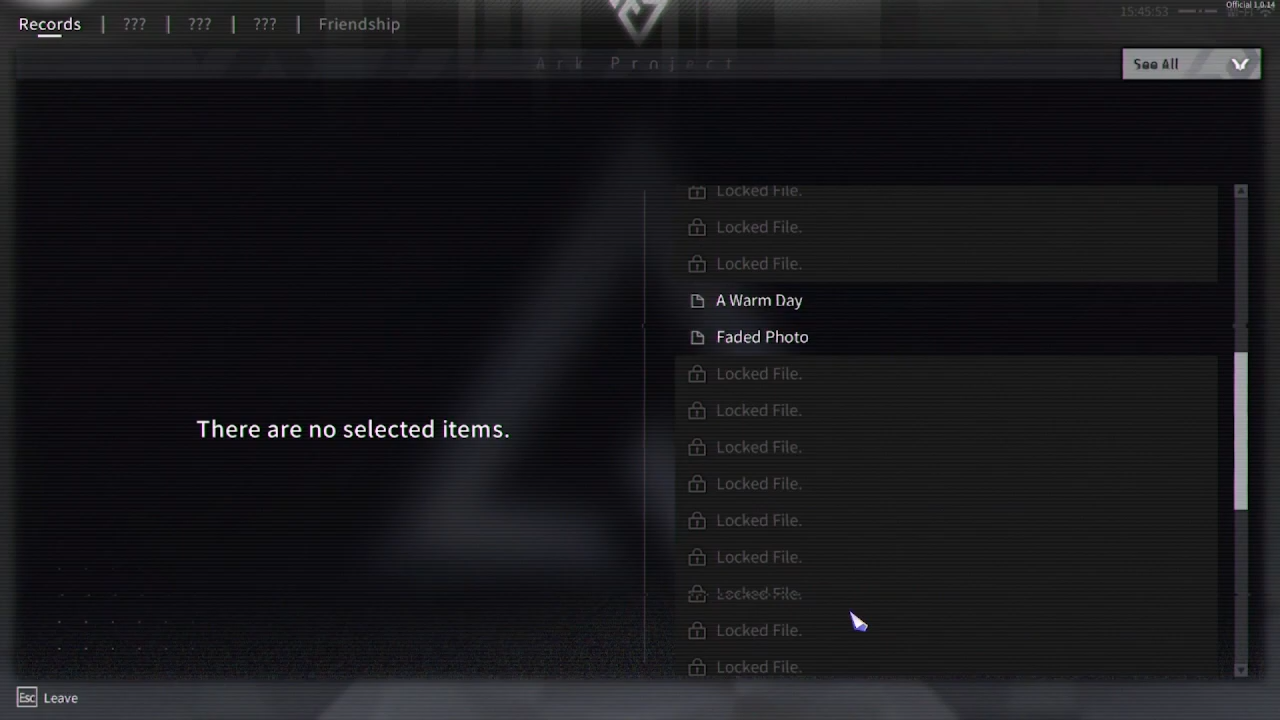 Records | ??? | ??? | ??? | Friendship
15:45:53
Wi-Fi
Official 1.0.14
Ark Project
See All
Locked File.
Locked File.
Locked File.
A Warm Day
Faded Photo
Locked File.
Locked File.
Locked File.
Locked File.
Locked File.
Locked File.
Locked File.
Locked File.
Locked File.
There are no selected items.
Esc Leave